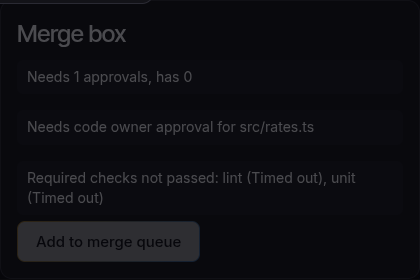 Merge box
Needs 1 approvals, has 0
Needs code owner approval for src/rates.ts
Required checks not passed: lint (Timed out), unit
(Timed out)
Add to merge queue